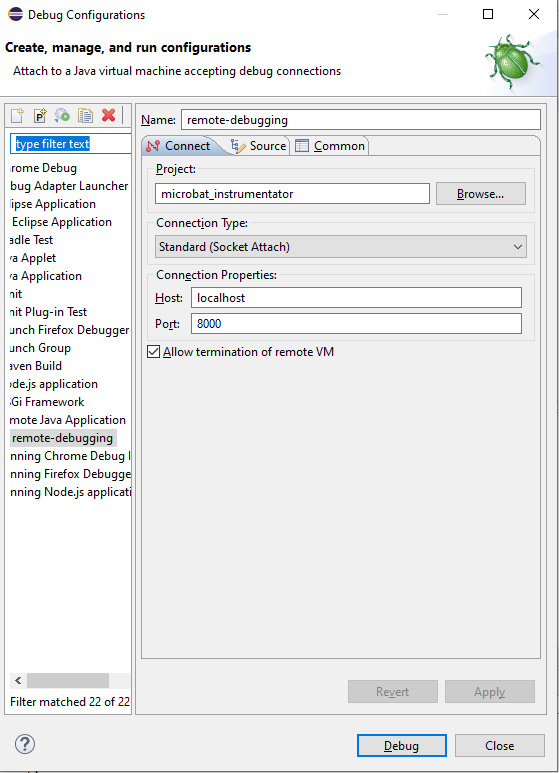 Debug Configurations
Create, manage, and run configurations
Attach to a Java virtual machine accepting debug connections
Name: remote-debugging
type filter text
Connect Source Common
rome Debug
bug Adapter Launcher
lipse Application
Eclipse Application
adle Test
va Applet
va Application
nit
nit Plug-in Test
unch Firefox Debugger
unch Group
aven Build
de.js application
Gi Framework
mote Java Application
remote-debugging
nning Chrome Debug I
nning Firefox Debugge
nning Node.js applicati
Filter matched 22 of 22
Project:
microbat_instrumentator Browse...
Connection Type:
Standard (Socket Attach)
Connection Properties:
Host: localhost
Port: 8000
Allow termination of remote VM
Revert Apply
Debug Close